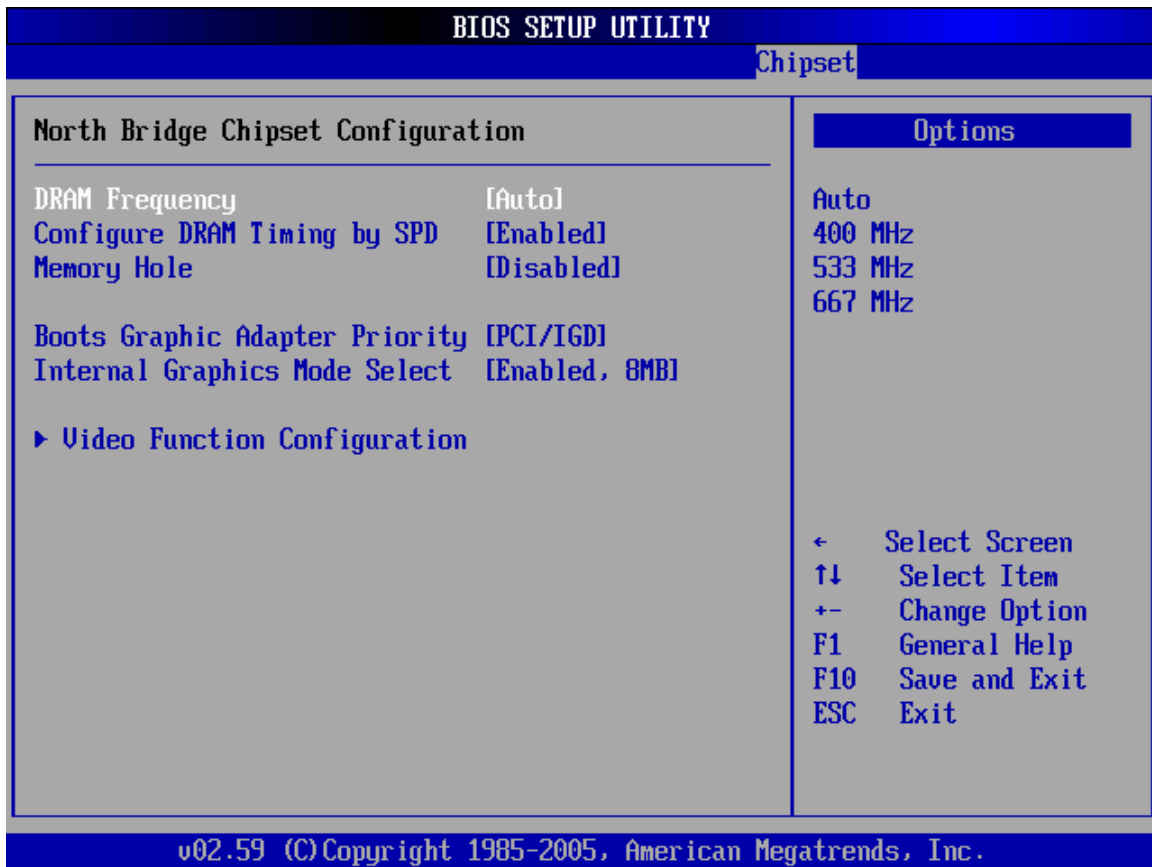 BIOS SETUP UTILITY
Chipset
North Bridge Chipset Configuration
DRAM Frequency [Auto]
Configure DRAM Timing by SPD [Enabled]
Memory Hole [Disabled]
Boots Graphic Adapter Priority [PCI/IGD]
Internal Graphics Mode Select [Enabled, 8MB]
▶ Video Function Configuration
Options
Auto
400 MHz
533 MHz
667 MHz
← Select Screen
↑↓ Select Item
+- Change Option
F1 General Help
F10 Save and Exit
ESC Exit
v02.59 (C)Copyright 1985-2005, American Megatrends, Inc.